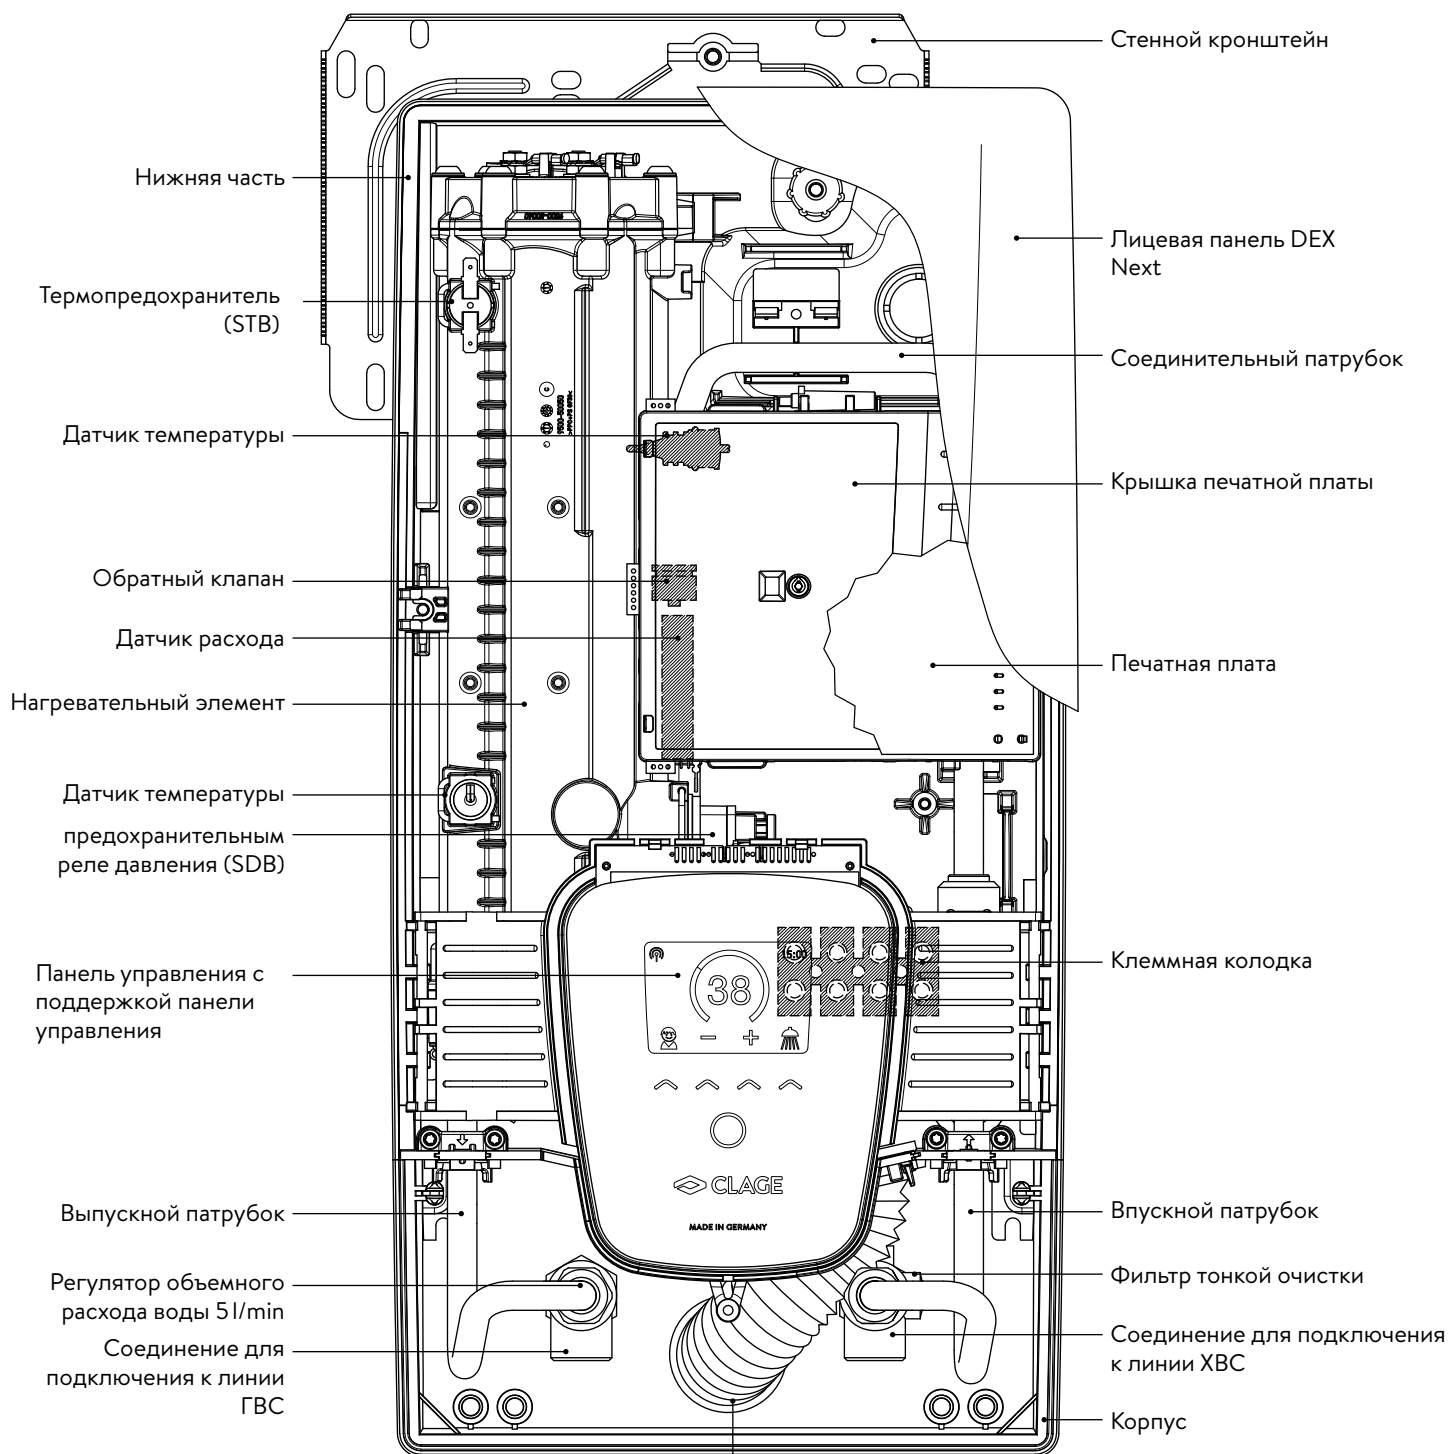 Стенной кронштейн
Нижняя часть
Лицевая панель DEX
Next
Термопредохранитель
(STB)
Соединительный патрубок
Датчик температуры
Крышка печатной платы
Обратный клапан
Датчик расхода
Печатная плата
Нагревательный элемент
Датчик температуры
предохранительным
реле давления (SDB)
15:00
38
Клеммная колодка
Панель управления с
поддержкой панели
управления
CLAGE
MADE IN GERMANY
Выпускной патрубок
Впускной патрубок
Регулятор объемного
расхода воды 5 l/min
Фильтр тонкой очистки
Соединение для
подключения к линии
ГВС
Соединение для подключения
к линии ХВС
Корпус